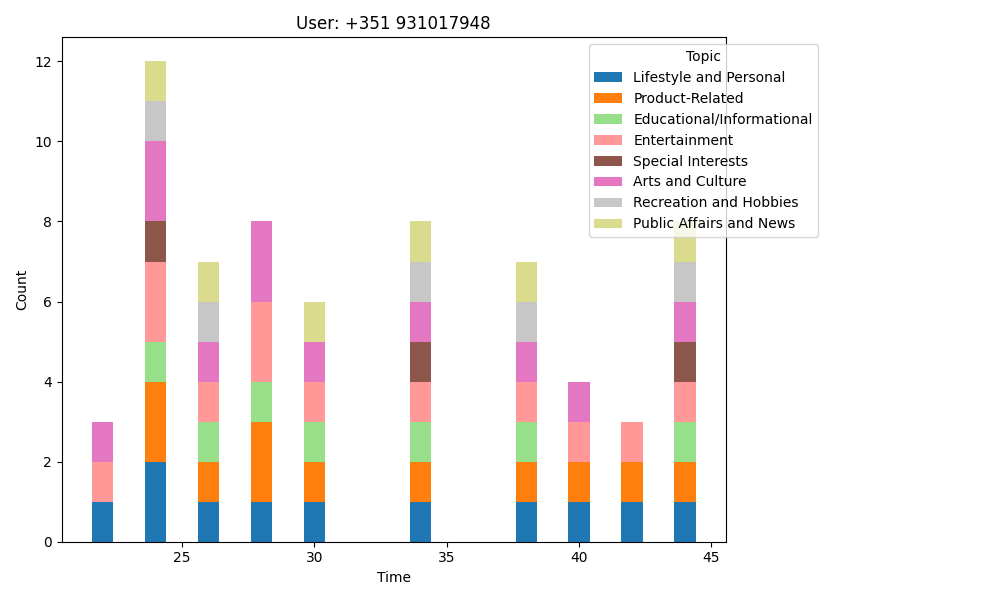 User: +351 931017948
Topic
Lifestyle and Personal
Product-Related
Educational/Informational
Entertainment
Special Interests
Arts and Culture
Recreation and Hobbies
Public Affairs and News
Count
12
10
8
6
4
2
0
25
30
35
40
45
Time